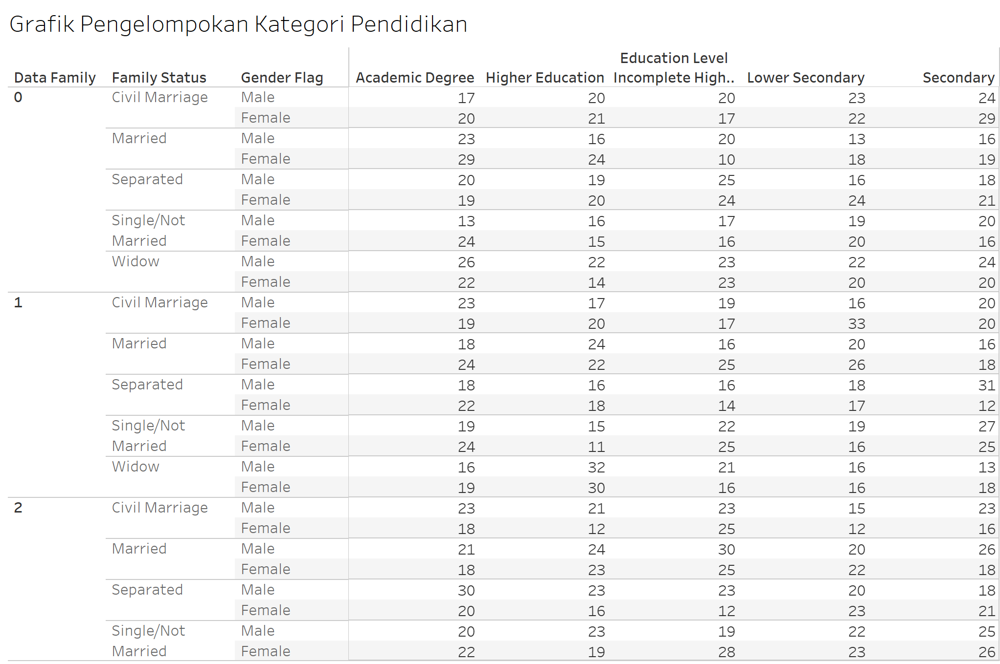 Grafik Pengelompokan Kategori Pendidikan
Education Level
Data Family Family Status Gender Flag Academic Degree Higher Education Incomplete High.. Lower Secondary Secondary
0 Civil Marriage Male 17 20 20 23 24
Female 20 21 17 22 29
Married Male 23 16 20 13 16
Female 29 24 10 18 19
Separated Male 20 19 25 16 18
Female 19 20 24 24 21
Single/Not Male 13 16 17 19 20
Married Female 24 15 16 20 16
Widow Male 26 22 23 22 24
Female 22 14 23 20 20
1 Civil Marriage Male 23 17 19 16 20
Female 19 20 17 33 20
Married Male 18 24 16 20 16
Female 24 22 25 26 18
Separated Male 18 16 16 18 31
Female 22 18 14 17 12
Single/Not Male 19 15 22 19 27
Married Female 24 11 25 16 25
Widow Male 16 32 21 16 13
Female 19 30 16 16 18
2 Civil Marriage Male 23 21 23 15 23
Female 18 12 25 12 16
Married Male 21 24 30 20 26
Female 18 23 25 22 18
Separated Male 30 23 23 20 18
Female 20 16 12 23 21
Single/Not Male 20 23 19 22 25
Married Female 22 19 28 23 26